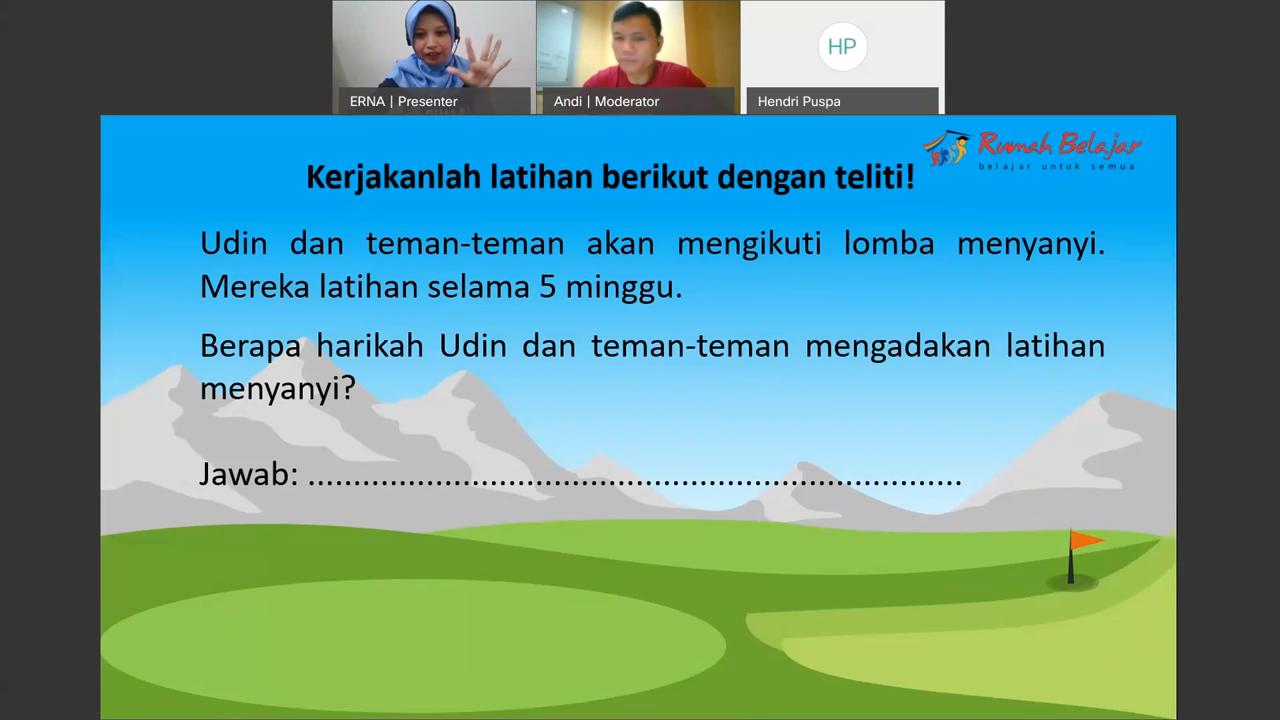 ERNA | Presenter
Andi | Moderator
HP
Hendri Puspa
Rumah Belajar
belajar untuk semua
Kerjakanlah latihan berikut dengan teliti!
Udin dan teman-teman akan mengikuti lomba menyanyi.
Mereka latihan selama 5 minggu.
Berapa harikah Udin dan teman-teman mengadakan latihan
menyanyi?
Jawab: ........................................................................